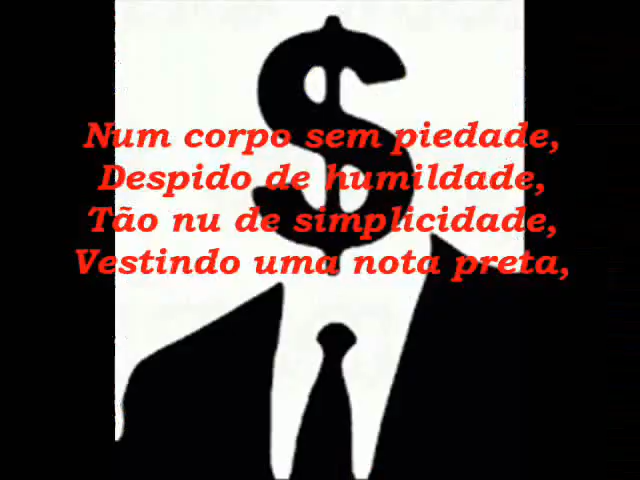 Num corpo sem piedade,
Despido de humildade,
Tão nu de simplicidade,
Vestindo uma nota preta,